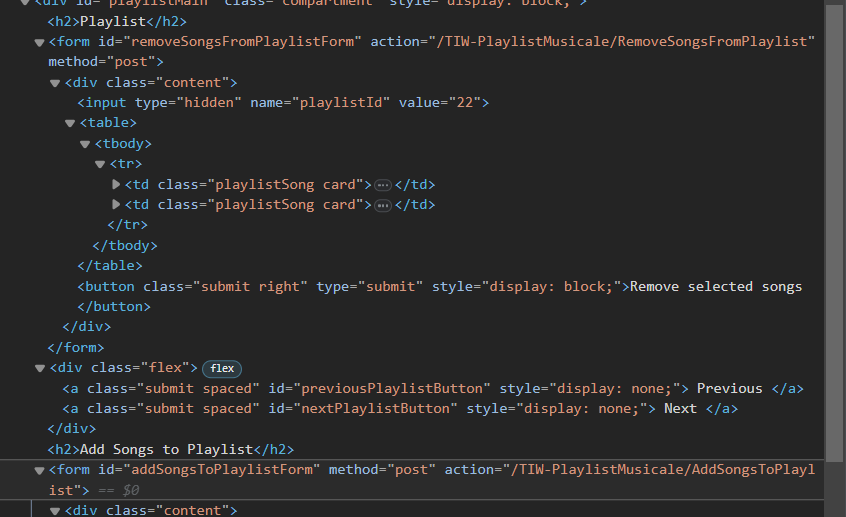 <div id="playlistMain" class="compartment" style="display: block;">
<h2>Playlist</h2>
<form id="removeSongsFromPlaylistForm" action="/TIW-PlaylistMusicale/RemoveSongsFromPlaylist"
method="post">
<div class="content">
<input type="hidden" name="playlistId" value="22">
<table>
<tbody>
<tr>
<td class="playlistSong card">⋯</td>
<td class="playlistSong card">⋯</td>
</tr>
</tbody>
</table>
<button class="submit right" type="submit" style="display: block;">Remove selected songs
</button>
</div>
</form>
<div class="flex"> flex
<a class="submit spaced" id="previousPlaylistButton" style="display: none;"> Previous </a>
<a class="submit spaced" id="nextPlaylistButton" style="display: none;"> Next </a>
</div>
<h2>Add Songs to Playlist</h2>
<form id="addSongsToPlaylistForm" method="post" action="/TIW-PlaylistMusicale/AddSongsToPlayl
ist"> == $0
<div class="content">